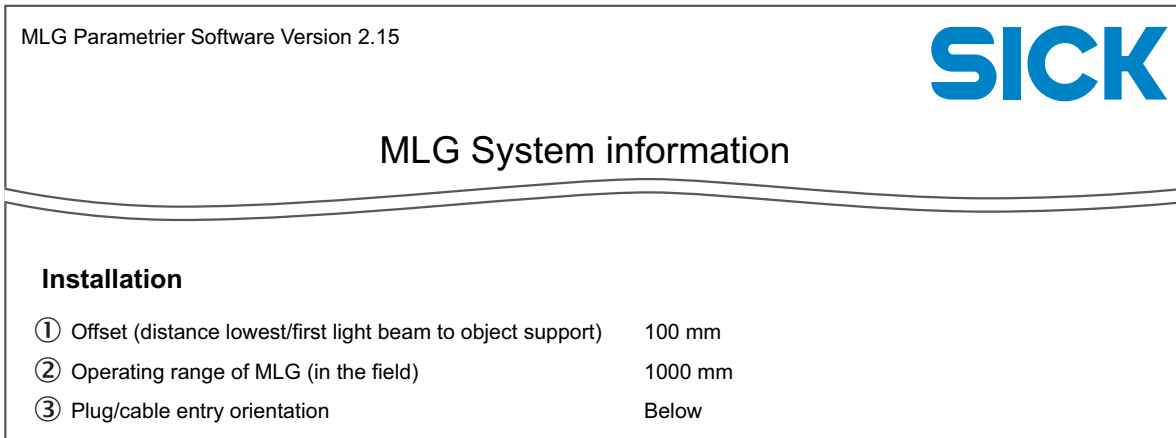 MLG Parametrier Software Version 2.15
SICK
MLG System information
Installation
① Offset (distance lowest/first light beam to object support) 100 mm
② Operating range of MLG (in the field) 1000 mm
③ Plug/cable entry orientation Below